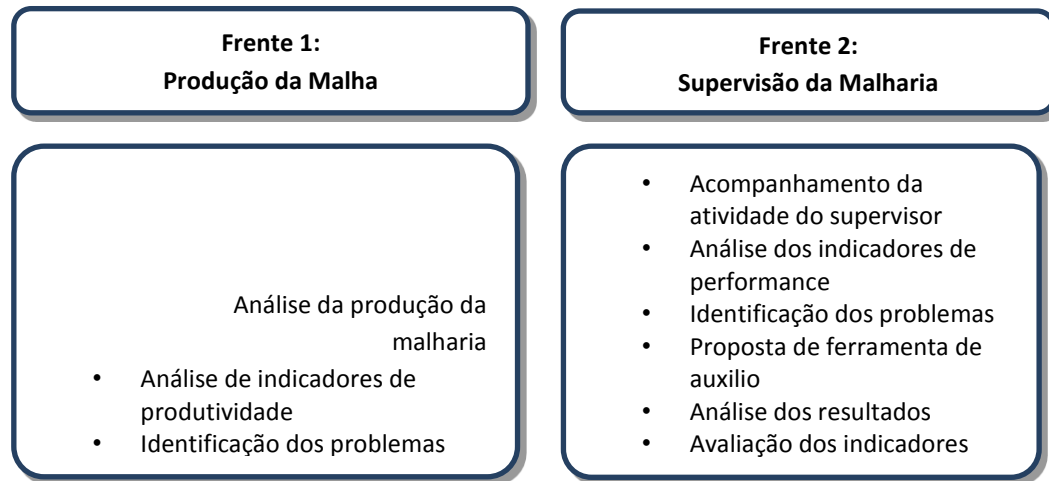 Frente 1:
Produção da Malha
Frente 2:
Supervisão da Malharia
Análise da produção da
malharia
• Análise de indicadores de
produtividade
• Identificação dos problemas
• Acompanhamento da
atividade do supervisor
• Análise dos indicadores de
performance
• Identificação dos problemas
• Proposta de ferramenta de
auxilio
• Análise dos resultados
• Avaliação dos indicadores